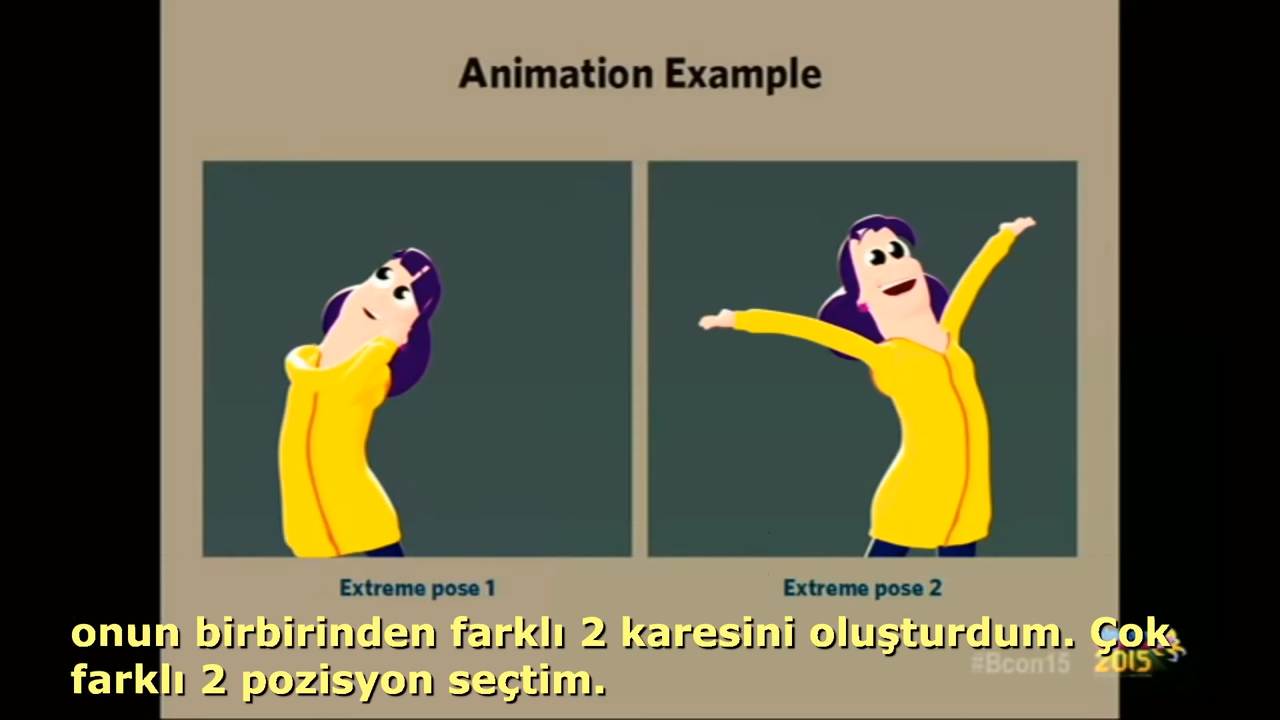 Animation Example
Extreme pose 1
Extreme pose 2
onun birbirinden farklı 2 karesini oluşturdum. Çok
farklı 2 pozisyon seçtim.
#Bcon15
2015